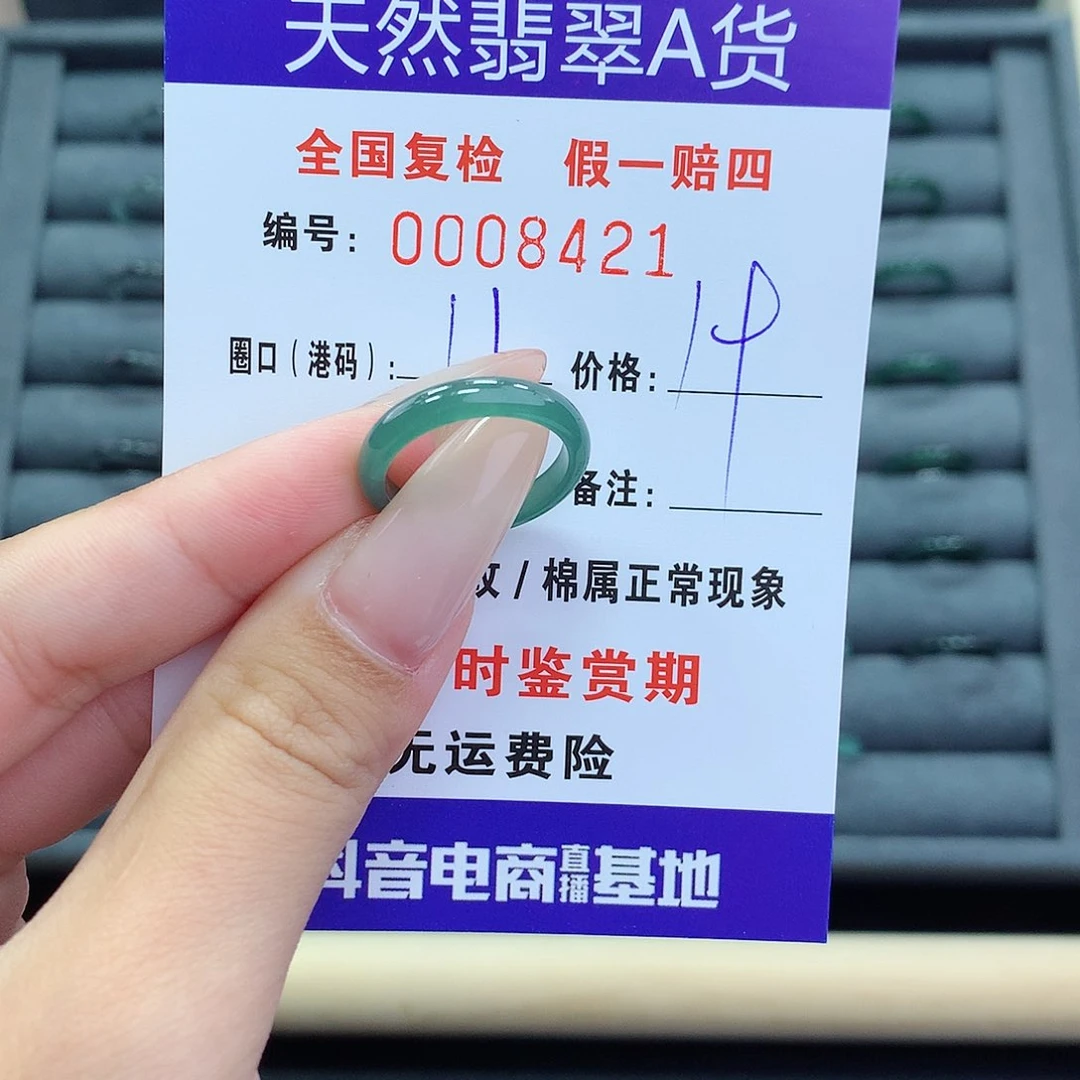 天然翡翠A货
全国复检 假一赔四
编号: 0008421
圈口(港码): 11 价格:
备注:
纹/棉属正常现象
时鉴赏期
无运费险
抖音电商直播基地